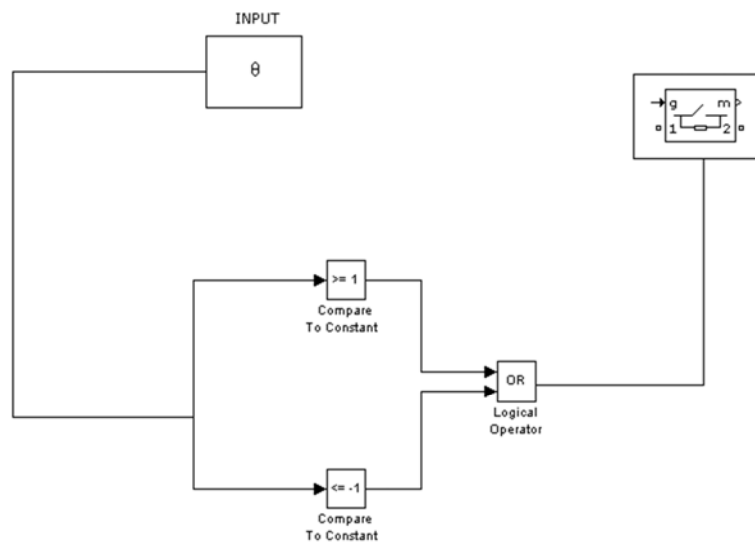 INPUT
θ
g m
1 2
>= 1
Compare
To Constant
OR
Logical
Operator
<= -1
Compare
To Constant